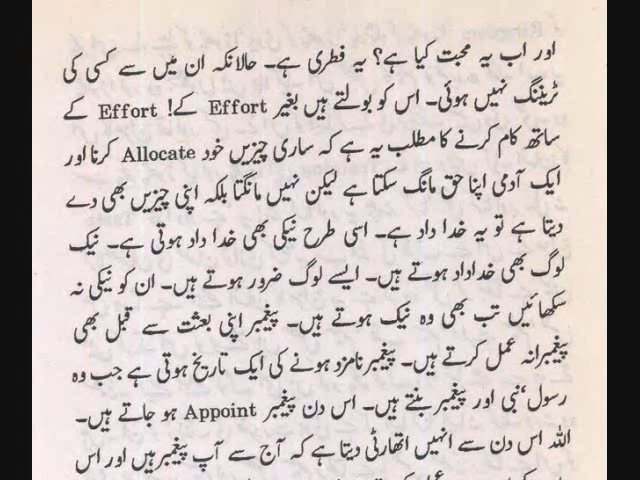 اور اب یہ محبت کیا ہے؟ یہ فطری ہے۔ حالانکہ ان میں سے کسی کی
ٹریننگ نہیں ہوئی۔ اس کو بولتے ہیں بغیر Effort کے! Effort کے
ساتھ کام کرنے کا مطلب یہ ہے کہ ساری چیزیں خود Allocate کرنا اور
ایک آدمی اپنا حق مانگ سکتا ہے لیکن نہیں مانگتا بلکہ اپنی چیزیں بھی دے
دیتا ہے تو یہ خدا داد ہے۔ اسی طرح نیکی بھی خدا داد ہوتی ہے۔ نیک
لوگ بھی خداداد ہوتے ہیں۔ ایسے لوگ ضرور ہوتے ہیں۔ ان کو نیکی نہ
سکھائیں تب بھی وہ نیک ہوتے ہیں۔ پیغمبر اپنی بعثت سے قبل بھی
پیغمبرانہ عمل کرتے ہیں۔ پیغمبر نامزد ہونے کی ایک تاریخ ہوتی ہے جب وہ
رسول‘ نبی اور پیغمبر بنتے ہیں۔ اس دن پیغمبر Appoint ہو جاتے ہیں۔
اللہ اس دن سے انہیں اتھارٹی دیتا ہے کہ آج سے آپ پیغمبر ہیں اور اس